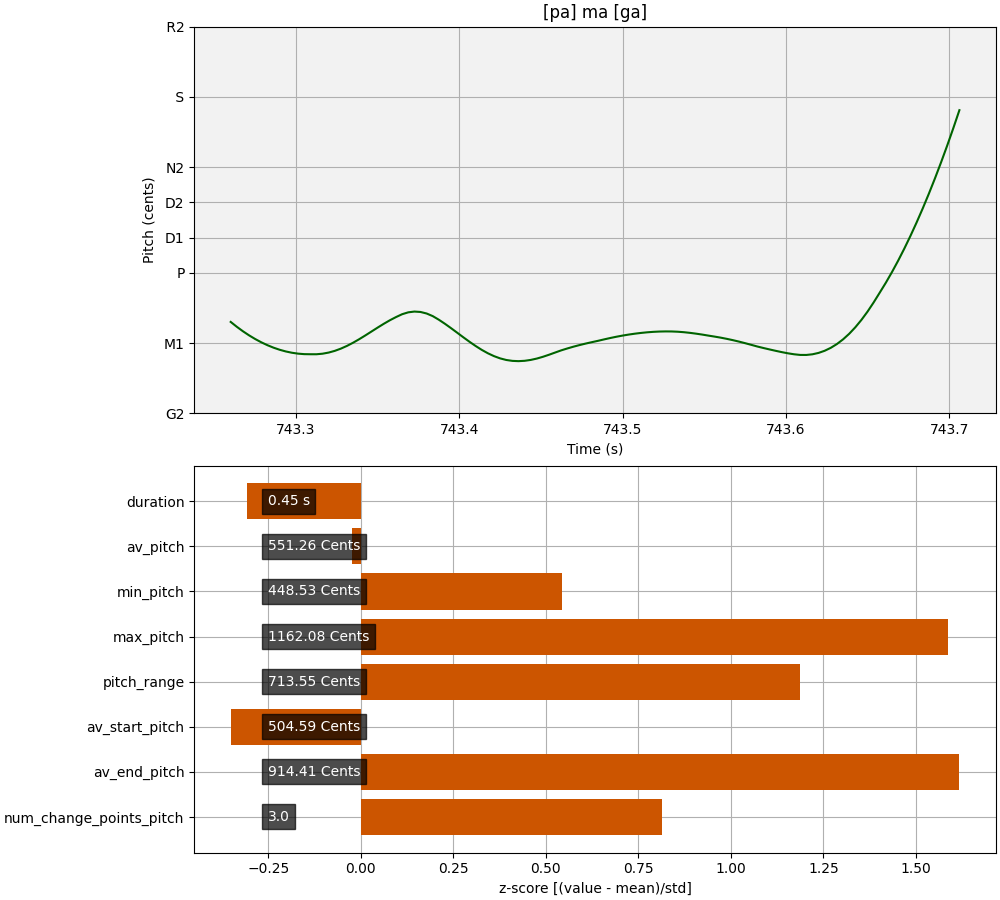 [pa] ma [ga]
R2
S
N2
D2
D1
P
M1
G2
Pitch (cents)
743.3 743.4 743.5 743.6 743.7
Time (s)
duration 0.45 s
av_pitch 551.26 Cents
min_pitch 448.53 Cents
max_pitch 1162.08 Cents
pitch_range 713.55 Cents
av_start_pitch 504.59 Cents
av_end_pitch 914.41 Cents
num_change_points_pitch 3.0
−0.25 0.00 0.25 0.50 0.75 1.00 1.25 1.50
z-score [(value - mean)/std]